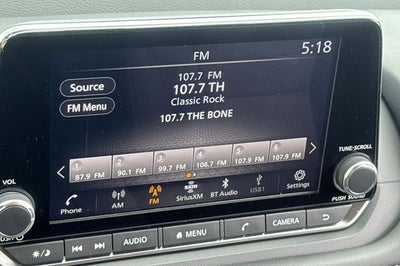 FM
5:18
Source
107.7 FM
107.7 TH
Classic Rock
FM Menu
107.7 THE BONE
1 2 3 4 5 6
87.9 FM 90.1 FM 99.7 FM 106.7 FM 107.9 FM 107.9 FM
Phone AM FM SiriusXM BT Audio USB1 Settings
VOL
TUNE·SCROLL
PUSH SOUND
AUDIO MENU CAMERA